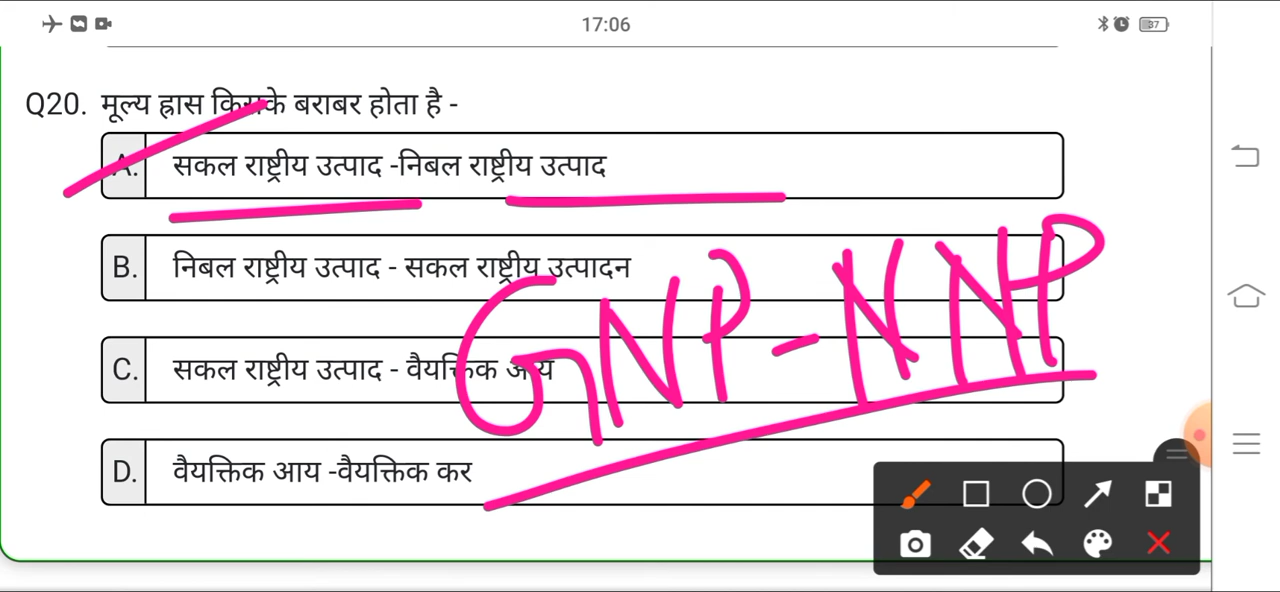 17:06
37
Q20. मूल्य ह्रास किसके बराबर होता है -
A. सकल राष्ट्रीय उत्पाद -निबल राष्ट्रीय उत्पाद
B. निबल राष्ट्रीय उत्पाद - सकल राष्ट्रीय उत्पादन
C. सकल राष्ट्रीय उत्पाद - वैयक्तिक आय
D. वैयक्तिक आय -वैयक्तिक कर
GNP-NNP